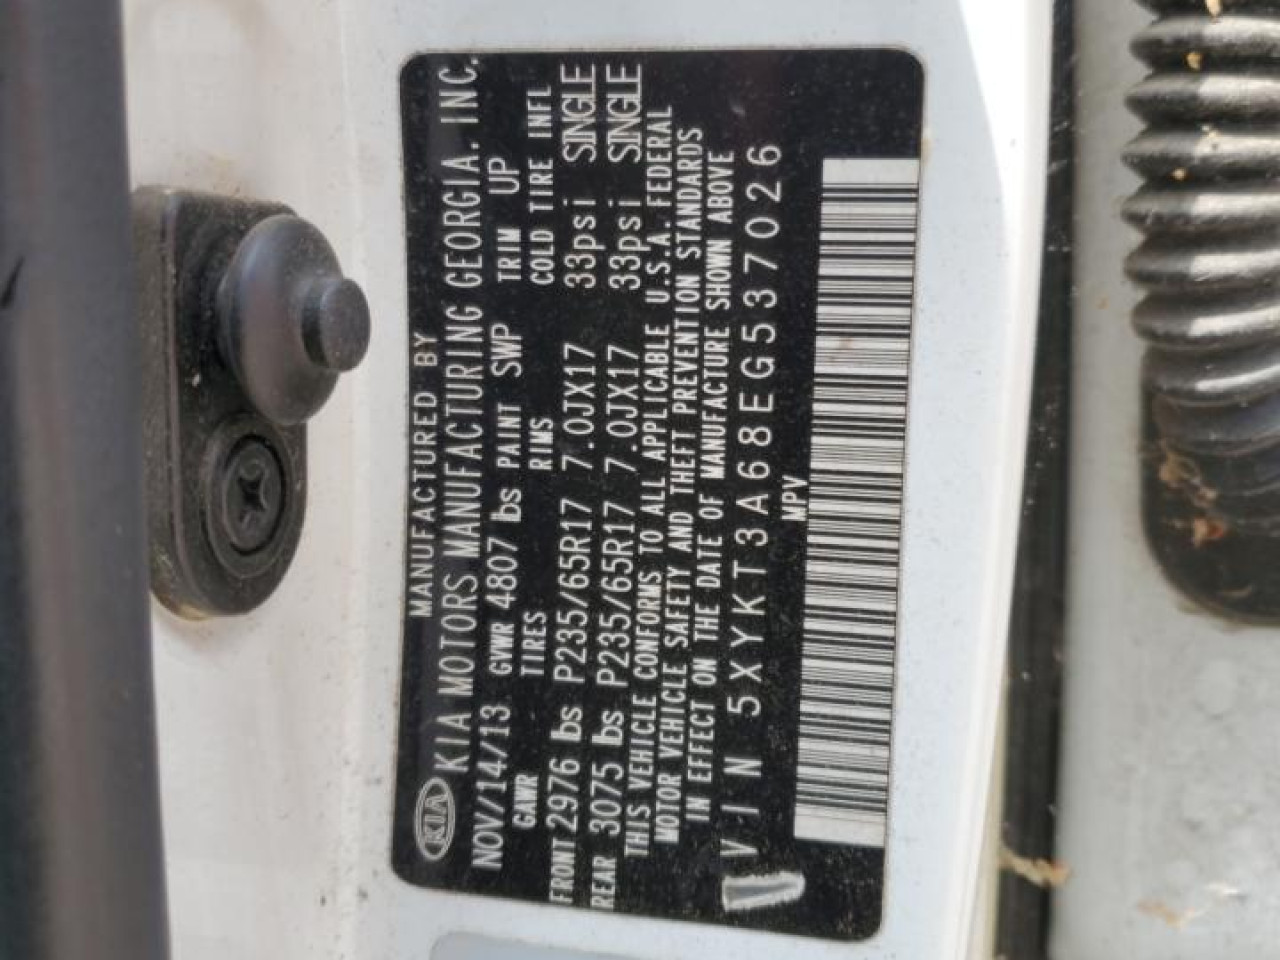 MANUFACTURED BY
KIA KIA MOTORS MANUFACTURING GEORGIA. INC.
NOV/14/13 GVWR 4807 lbs PAINT SWP TRIM UP
GAWR TIRES RIMS COLD TIRE INFL
FRONT 2976 lbs P235/65R17 7.0JX17 33psi SINGLE
REAR 3075 lbs P235/65R17 7.0JX17 33psi SINGLE
THIS VEHICLE CONFORMS TO ALL APPLICABLE U.S.A. FEDERAL
MOTOR VEHICLE SAFETY AND THEFT PREVENTION STANDARDS
IN EFFECT ON THE DATE OF MANUFACTURE SHOWN ABOVE
VIN 5XYKT3A68EG537026
MPV